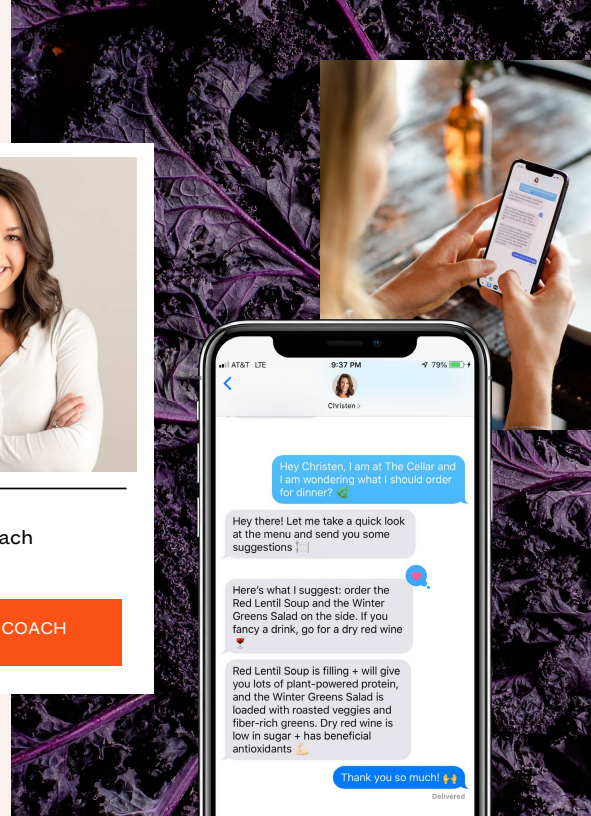 ach
COACH
AT&T LTE
9:37 PM
79%
Christen >
Hey Christen, I am at The Cellar and
I am wondering what I should order
for dinner? 🌿
Hey there! Let me take a quick look
at the menu and send you some
suggestions 🍽️
Here's what I suggest: order the
Red Lentil Soup and the Winter
Greens Salad on the side. If you
fancy a drink, go for a dry red wine
🍷
Red Lentil Soup is filling + will give
you lots of plant-powered protein,
and the Winter Greens Salad is
loaded with roasted veggies and
fiber-rich greens. Dry red wine is
low in sugar + has beneficial
antioxidants 💪🏻
Thank you so much! 🙌
Delivered